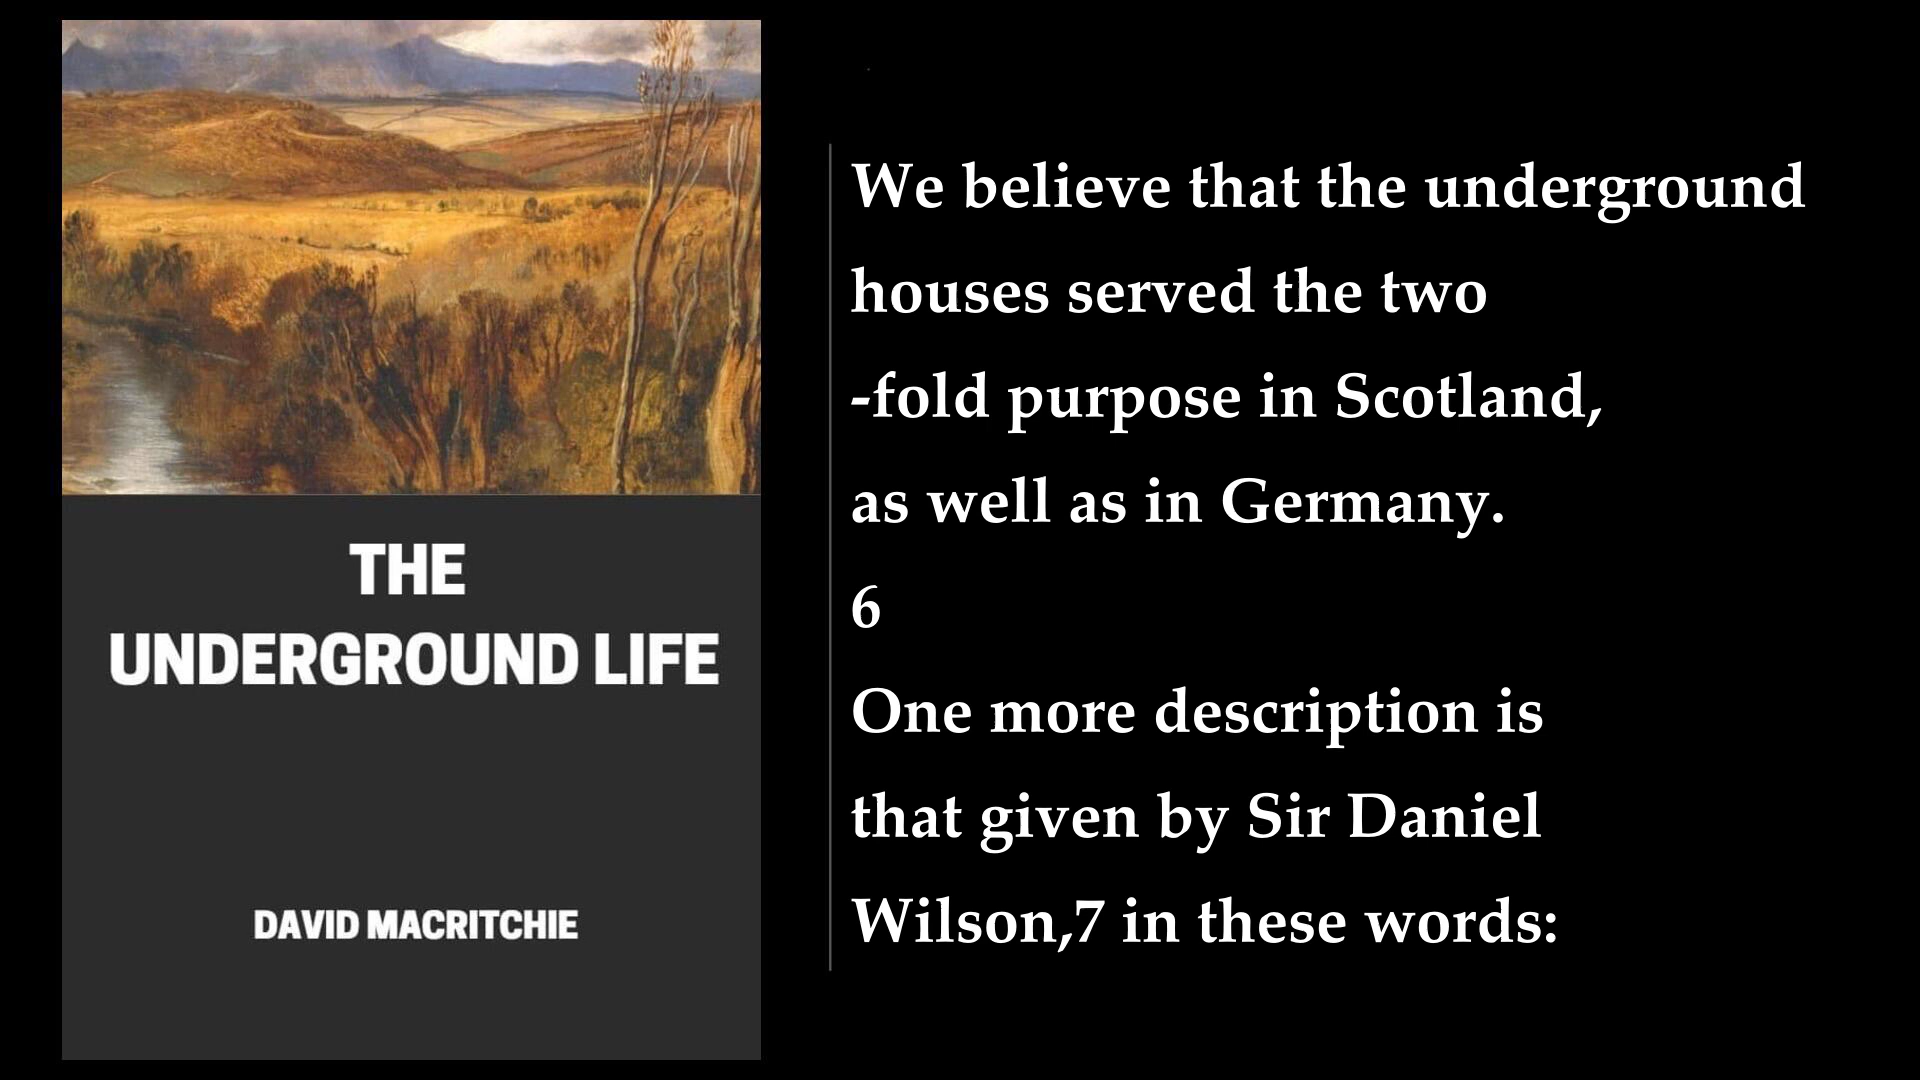 THE
UNDERGROUND LIFE
DAVID MACRITCHIE
We believe that the underground
houses served the two
-fold purpose in Scotland,
as well as in Germany.
6
One more description is
that given by Sir Daniel
Wilson,7 in these words: